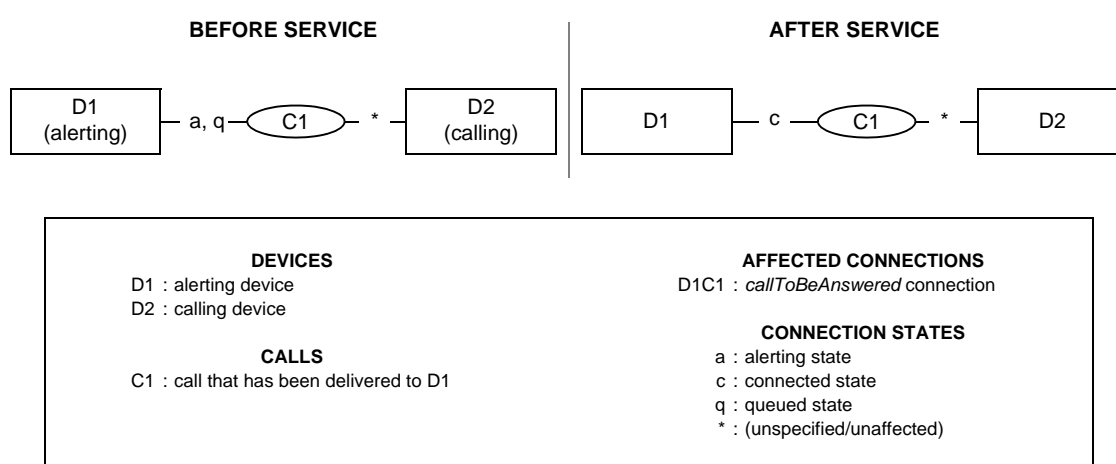 BEFORE SERVICE
AFTER SERVICE
D1
(alerting)
a, q
C1
*
D2
(calling)
D1
c
C1
*
D2
DEVICES
D1 : alerting device
D2 : calling device
CALLS
C1 : call that has been delivered to D1
AFFECTED CONNECTIONS
D1C1 : callToBeAnswered connection
CONNECTION STATES
a : alerting state
c : connected state
q : queued state
* : (unspecified/unaffected)